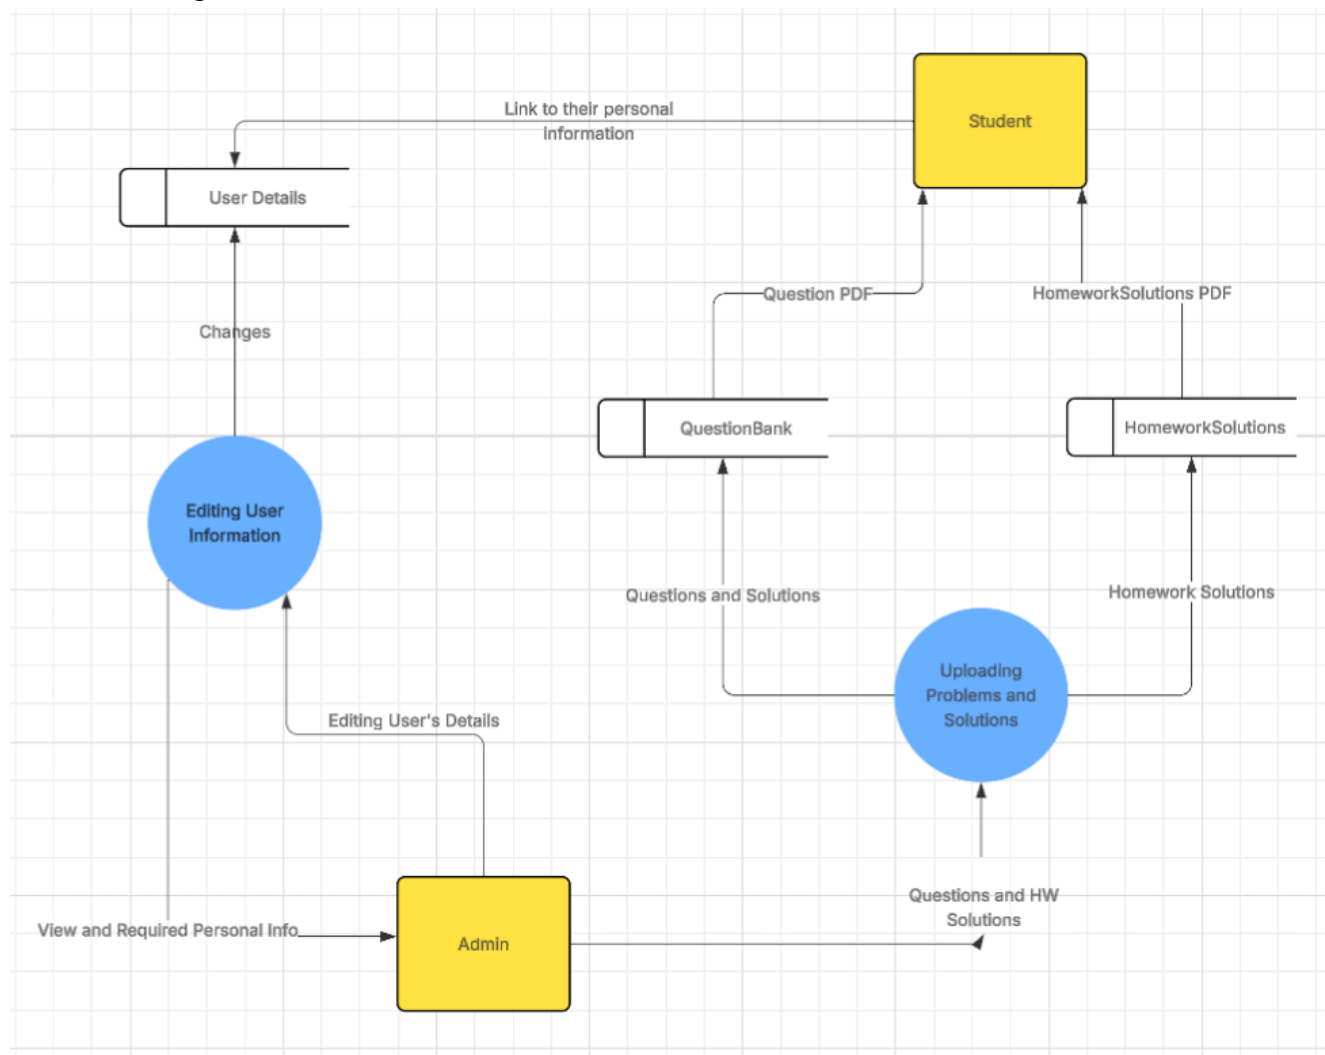 Link to their personal
information
Student
User Details
Question PDF
HomeworkSolutions PDF
Changes
QuestionBank
HomeworkSolutions
Editing User
Information
Questions and Solutions
Homework Solutions
Uploading
Problems and
Solutions
Editing User's Details
Questions and HW
Solutions
View and Required Personal Info
Admin